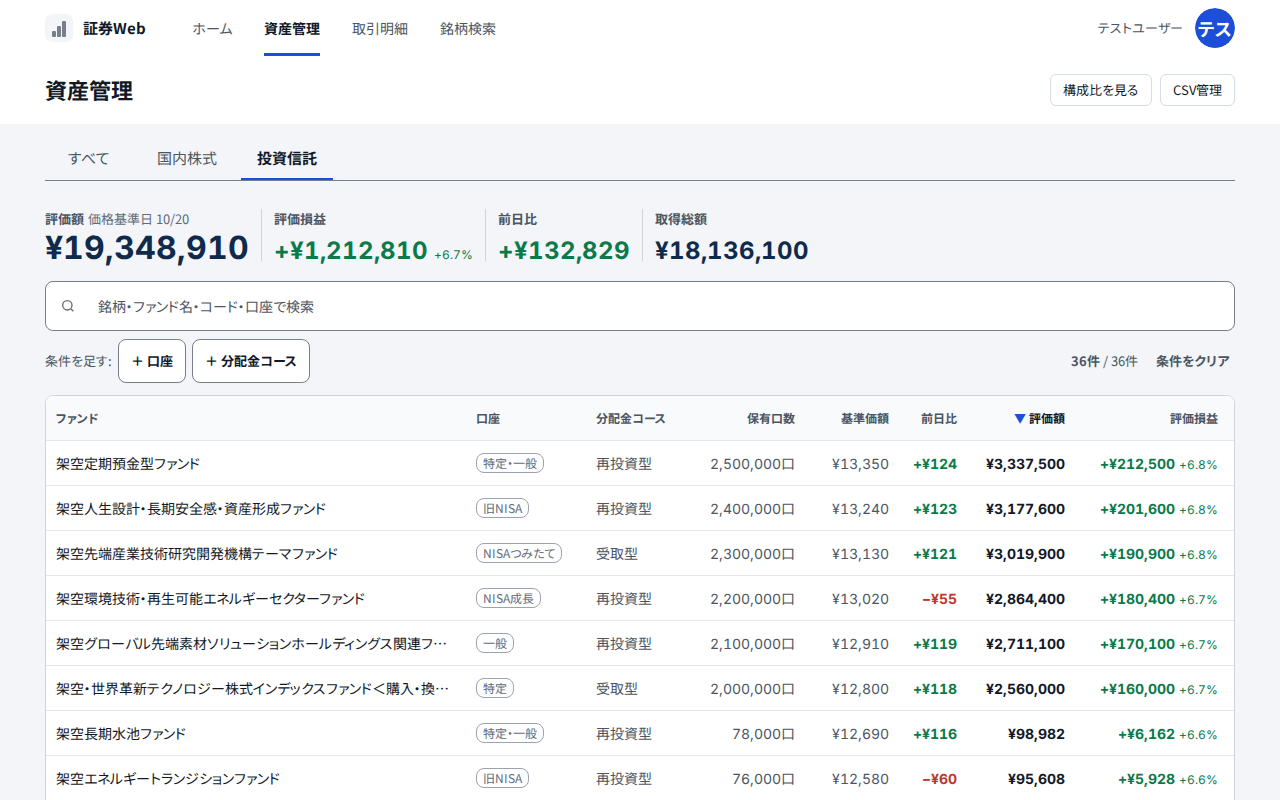 証券Web ホーム 資産管理 取引明細 銘柄検索 テストユーザー テス
資産管理 構成比を見る CSV管理
すべて 国内株式 投資信託
評価額 価格基準日 10/20 評価損益 前日比 取得総額
¥19,348,910 +¥1,212,810 +6.7% +¥132,829 ¥18,136,100
銘柄・ファンド名・コード・口座で検索
条件を足す: ＋ 口座 ＋ 分配金コース 36件 / 36件 条件をクリア
ファンド 口座 分配金コース 保有口数 基準価額 前日比 ▼ 評価額 評価損益
架空定期預金型ファンド 特定・一般 再投資型 2,500,000口 ¥13,350 +¥124 ¥3,337,500 +¥212,500 +6.8%
架空人生設計・長期安全感・資産形成ファンド 旧NISA 再投資型 2,400,000口 ¥13,240 +¥123 ¥3,177,600 +¥201,600 +6.8%
架空先端産業技術研究開発機構テーマファンド NISAつみたて 受取型 2,300,000口 ¥13,130 +¥121 ¥3,019,900 +¥190,900 +6.8%
架空環境技術・再生可能エネルギーセクターファンド NISA成長 再投資型 2,200,000口 ¥13,020 −¥55 ¥2,864,400 +¥180,400 +6.7%
架空グローバル先端素材ソリューションホールディングス関連フ… 一般 再投資型 2,100,000口 ¥12,910 +¥119 ¥2,711,100 +¥170,100 +6.7%
架空・世界革新テクノロジー株式インデックスファンド＜購入・換… 特定 受取型 2,000,000口 ¥12,800 +¥118 ¥2,560,000 +¥160,000 +6.7%
架空長期水池ファンド 特定・一般 再投資型 78,000口 ¥12,690 +¥116 ¥98,982 +¥6,162 +6.6%
架空エネルギートランジションファンド 旧NISA 再投資型 76,000口 ¥12,580 −¥60 ¥95,608 +¥5,928 +6.6%